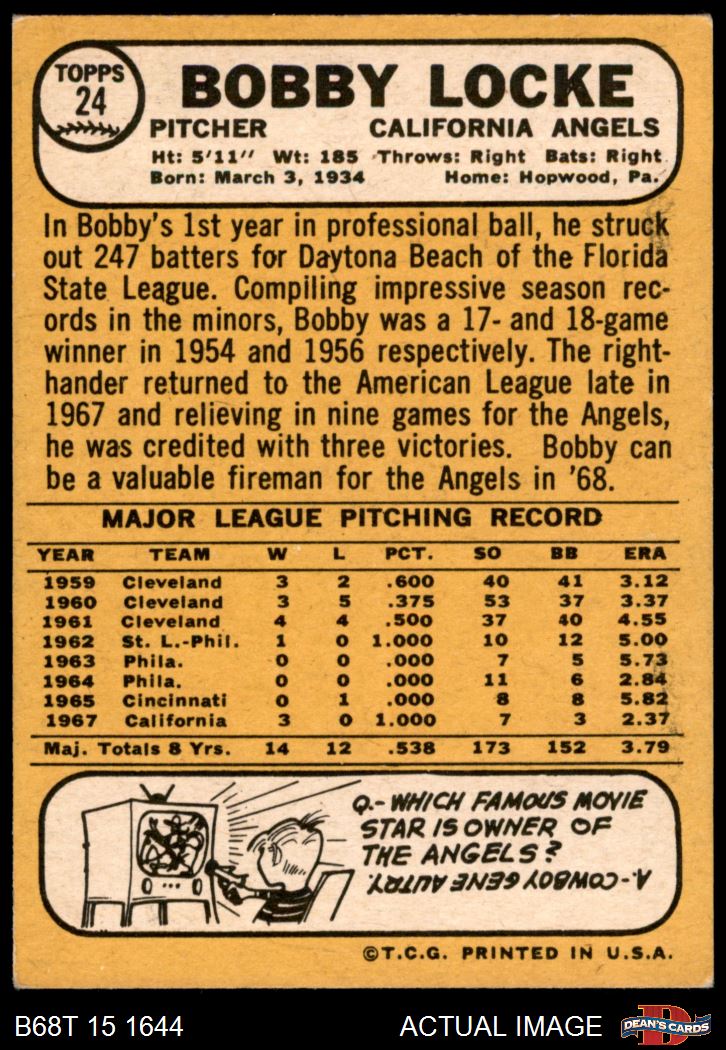 TOPPS
24
BOBBY LOCKE
PITCHER CALIFORNIA ANGELS
Ht: 5'11" Wt: 185 Throws: Right Bats: Right
Born: March 3, 1934 Home: Hopwood, Pa.
In Bobby's 1st year in professional ball, he struck
out 247 batters for Daytona Beach of the Florida
State League. Compiling impressive season rec-
ords in the minors, Bobby was a 17- and 18-game
winner in 1954 and 1956 respectively. The right-
hander returned to the American League late in
1967 and relieving in nine games for the Angels,
he was credited with three victories. Bobby can
be a valuable fireman for the Angels in '68.
MAJOR LEAGUE PITCHING RECORD
YEAR TEAM W L PCT. SO BB ERA
1959 Cleveland 3 2 .600 40 41 3.12
1960 Cleveland 3 5 .375 53 37 3.37
1961 Cleveland 4 4 .500 37 40 4.55
1962 St. L.-Phil. 1 0 1.000 10 12 5.00
1963 Phila. 0 0 .000 7 5 5.73
1964 Phila. 0 0 .000 11 6 2.84
1965 Cincinnati 0 1 .000 8 8 5.82
1967 California 3 0 1.000 7 3 2.37
Maj. Totals 8 Yrs. 14 12 .538 173 152 3.79
Q.- WHICH FAMOUS MOVIE
STAR IS OWNER OF
THE ANGELS?
A.- COWBOY GENE AUTRY.
©T.C.G. PRINTED IN U.S.A.
B68T 15 1644 ACTUAL IMAGE
D
DEAN'S CARDS